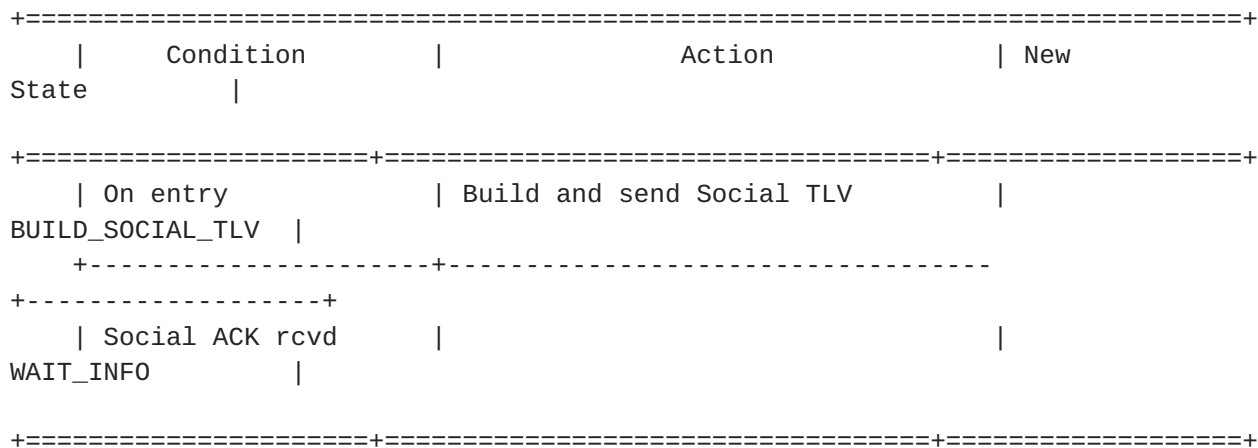 +==============================================================================+
    |     Condition        |               Action              | New
State         |

+======================+===================================+===================+
    | On entry             | Build and send Social TLV         |
BUILD_SOCIAL_TLV  |
    +----------------------+-----------------------------------
+-------------------+
    | Social ACK rcvd      |                                   |
WAIT_INFO         |

+======================+===================================+===================+